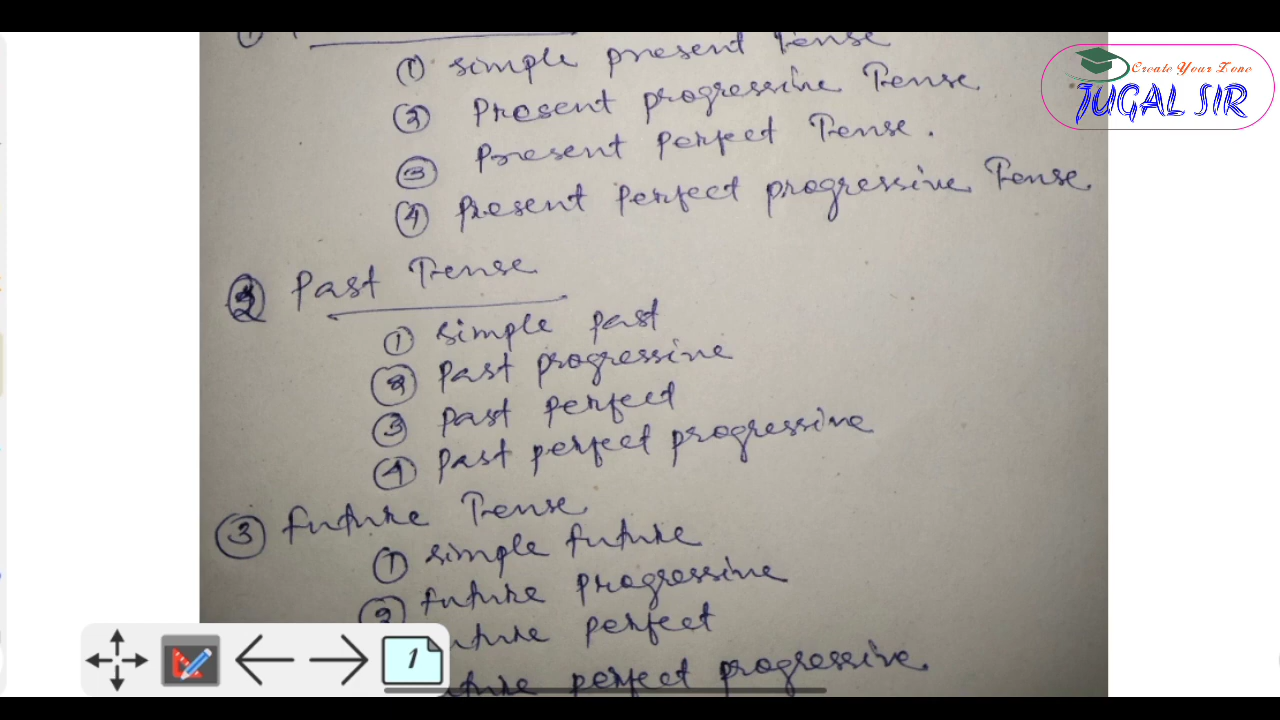 ① simple present Tense
② Present progressive Tense.
③ Present perfect Tense.
④ Present perfect progressive Tense.
② Past Tense
① simple past
② Past progressive
③ Past perfect
④ Past perfect progressive
③ future Tense
① simple future
② future progressive
perfect
perfect progressive
Create Your Zone
JUGAL SIR
1